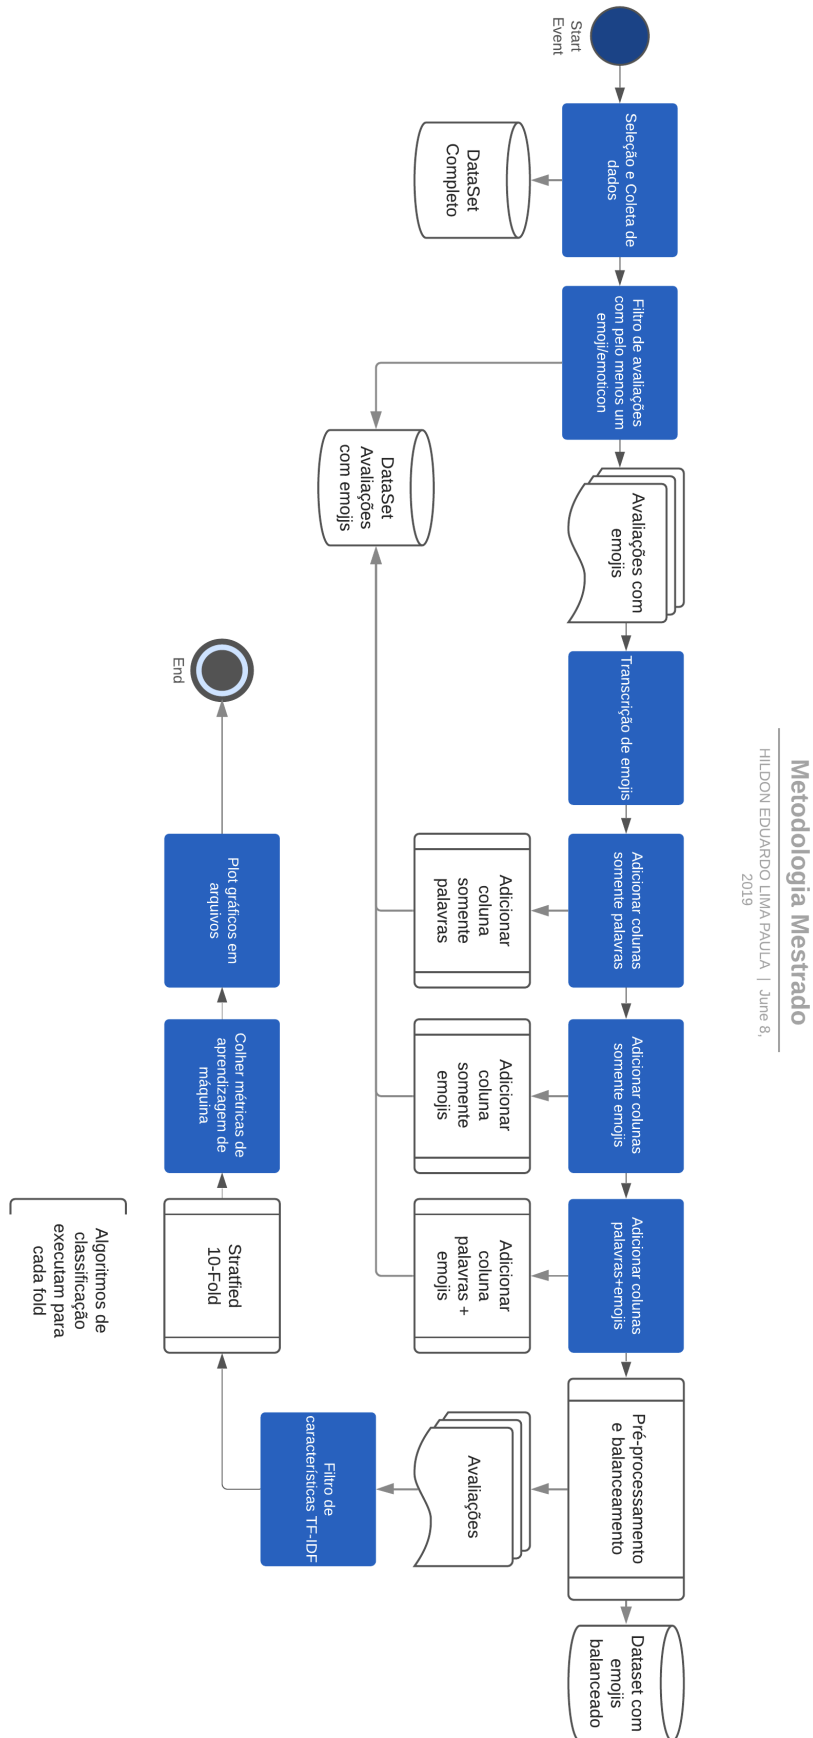 Metodologia Mestrado
HILDON EDUARDO LIMA PAULA | June 8,
2019
Start
Event
Seleção e Coleta de
dados
Filtro de avaliações
com pelo menos um
emoji/emoticon
Avaliações com
emojis
Transcrição de emojis
Adicionar colunas
somente palavras
Adicionar colunas
somente emojis
Adicionar colunas
palavras+emojis
Pré-processamento
e balanceamento
Dataset com
emojis
balanceado
DataSet
Completo
DataSet
Avaliações
com emojjs
Adicionar
coluna
somente
palavras
Adicionar
coluna
somente
emojis
Adicionar
coluna
palavras +
emojis
Avaliações
Filtro de
características TF-IDF
End
Plot gráficos em
arquivos
Colher métricas de
aprendizagem de
máquina
Stratfied
10-Fold
Algoritmos de
classificação
executam para
cada fold